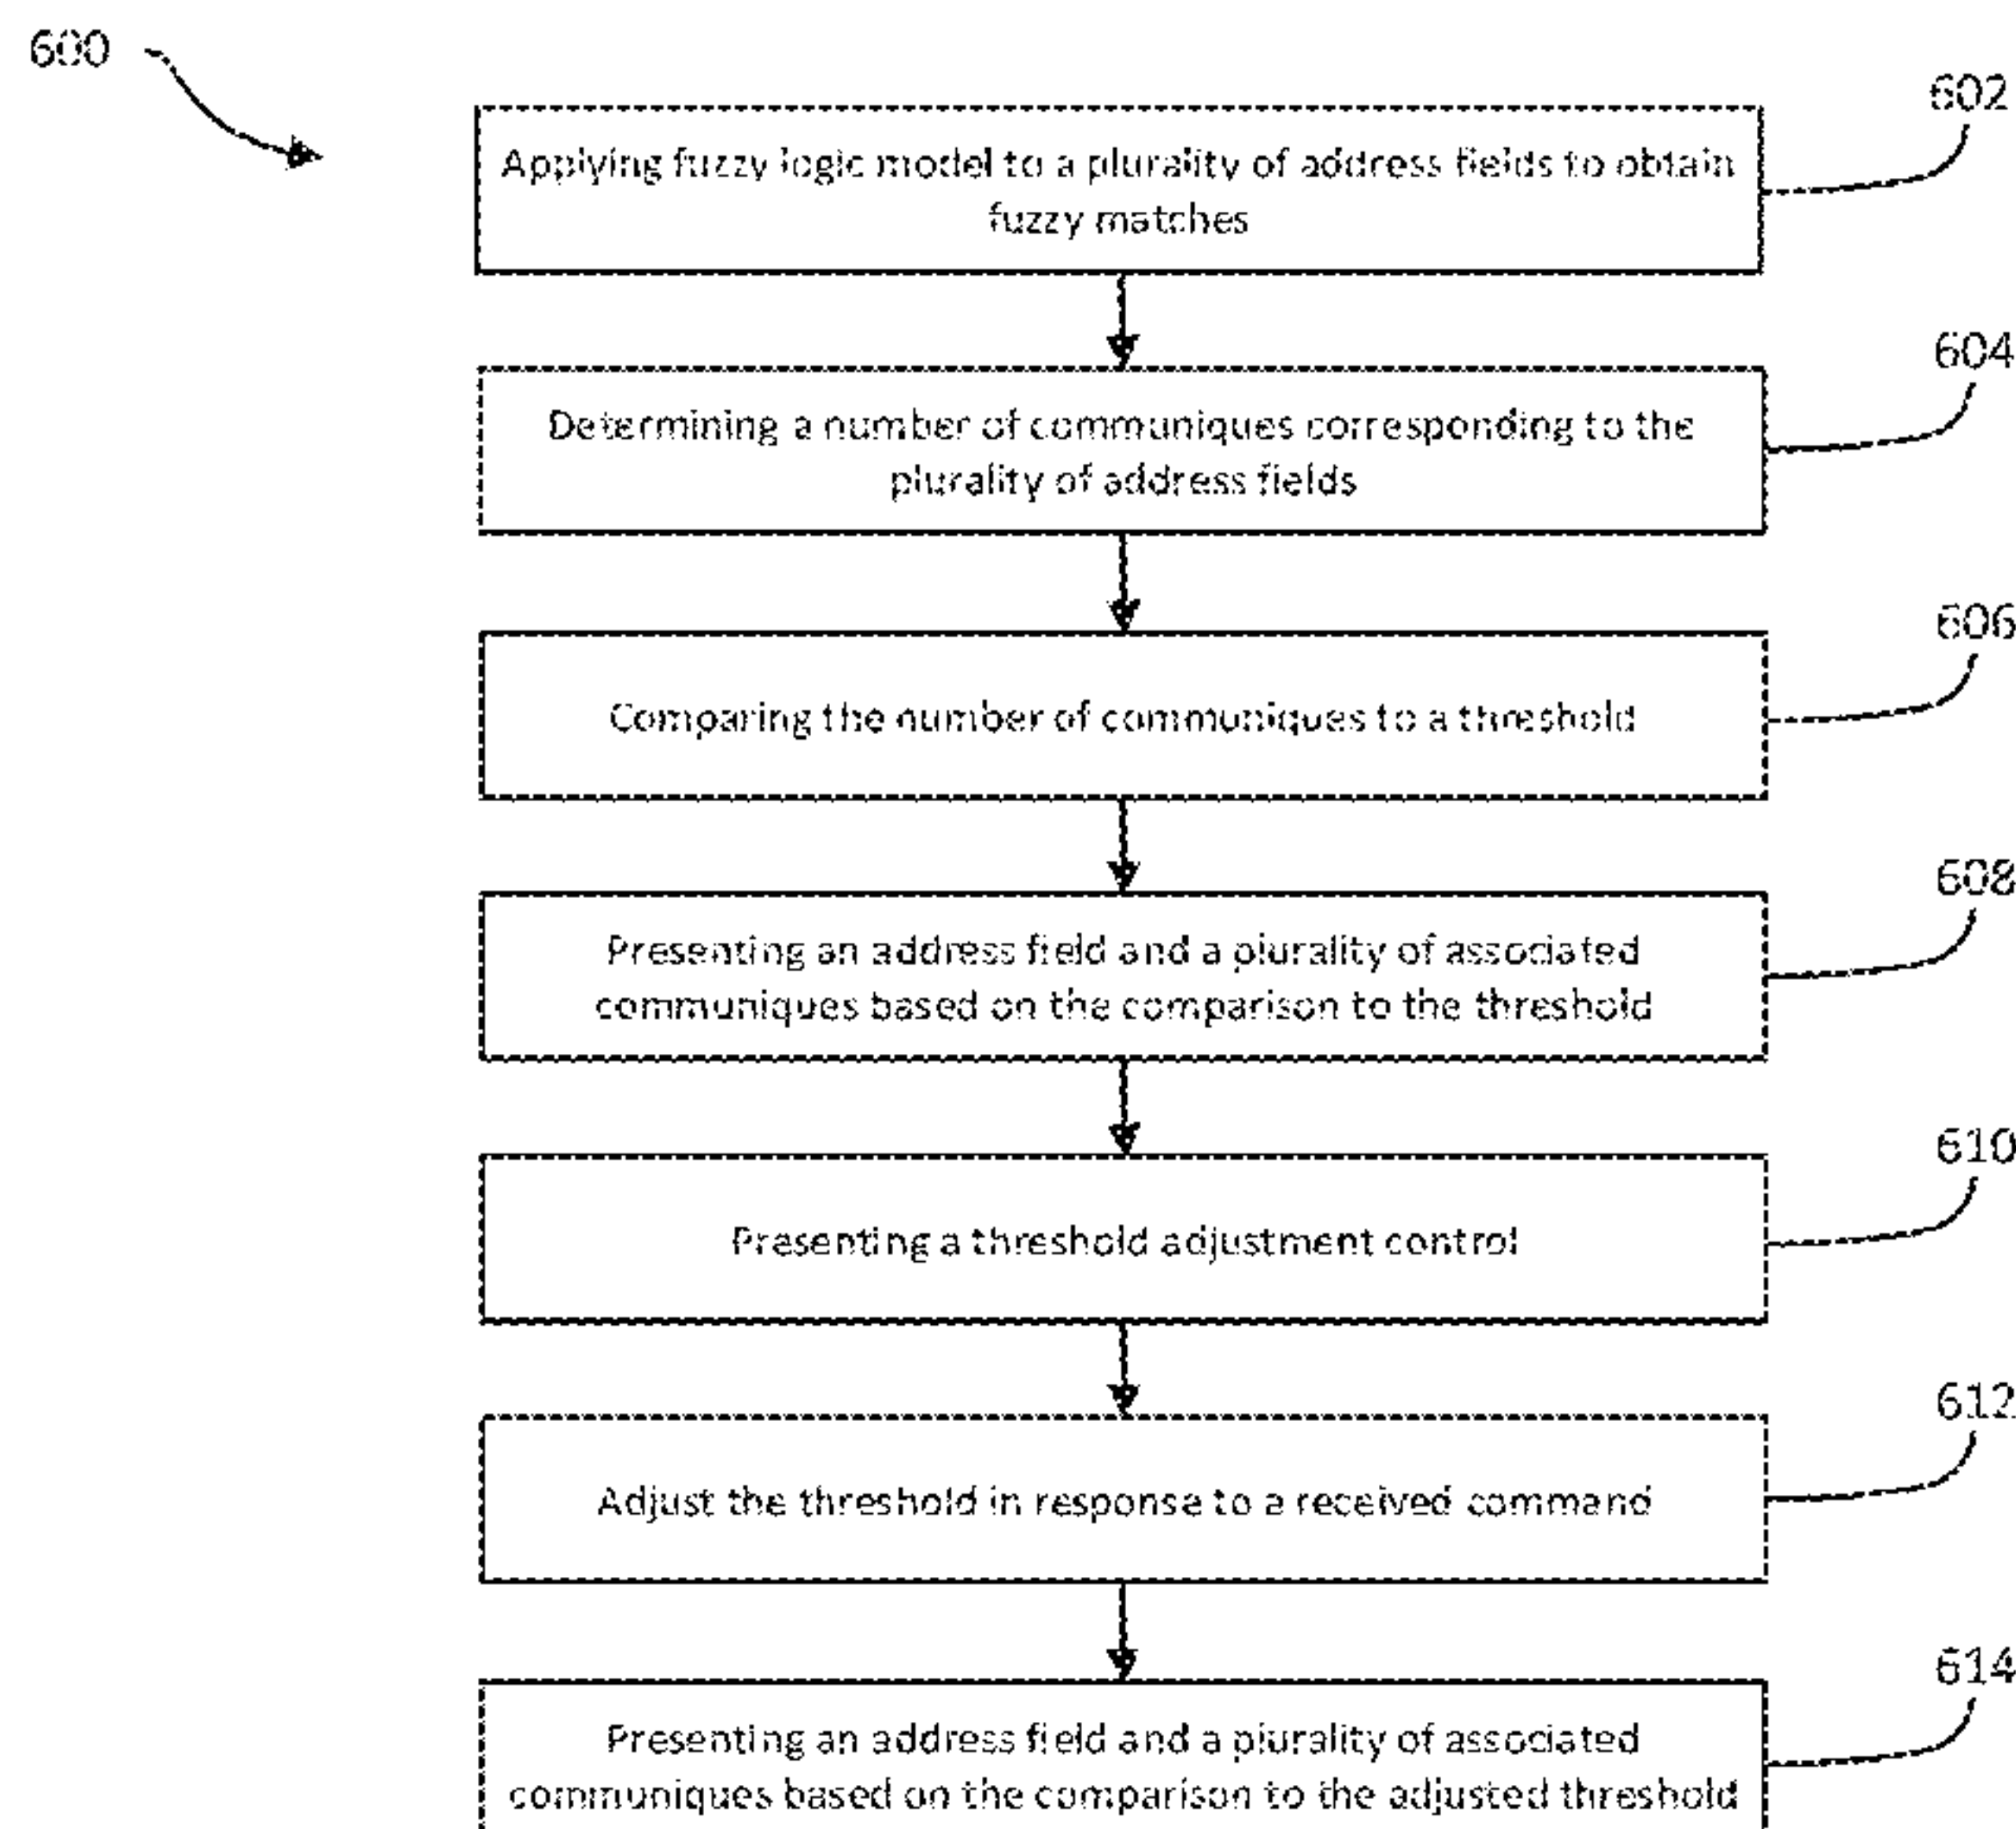 600
602
Applying fuzzy logic model to a plurality of address fields to obtain
fuzzy matches
604
Determining a number of communiques corresponding to the
plurality of address fields
606
Comparing the number of communiques to a threshold
608
Presenting an address field and a plurality of associated
communiques based on the comparison to the threshold
610
Presenting a threshold adjustment control
612
Adjust the threshold in response to a received command
614
Presenting an address field and a plurality of associated
communiques based on the comparison to the adjusted threshold